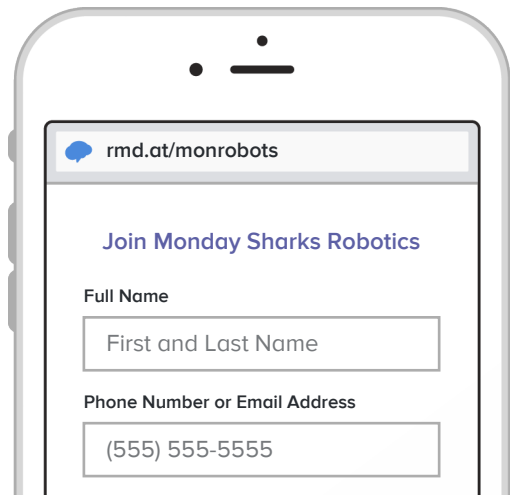 rmd.at/monrobots
Join Monday Sharks Robotics
Full Name
First and Last Name
Phone Number or Email Address
(555) 555-5555